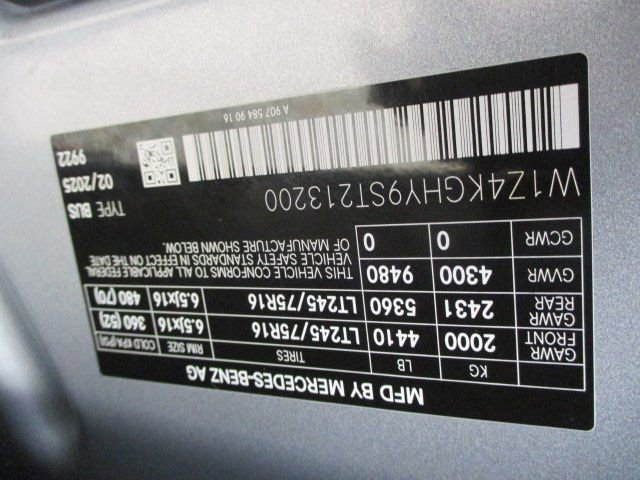 MFD BY MERCEDES-BENZ AG
KG LB TIRES RIM SIZE COLD KPA (PSI)
GAWR FRONT 2000 4410 LT245/75R16 6.5Jx16 360 (52)
GAWR REAR 2431 5360 LT245/75R16 6.5Jx16 480 (70)
GVWR 4300 9480 THIS VEHICLE CONFORMS TO ALL APPLICABLE FEDERAL
VEHICLE SAFETY STANDARDS IN EFFECT ON THE DATE
GCWR 0 0 OF MANUFACTURE SHOWN BELOW.
W1Z4KGHY9ST213200 TYPE BUS
02/2025
9922
A 907 584 90 16